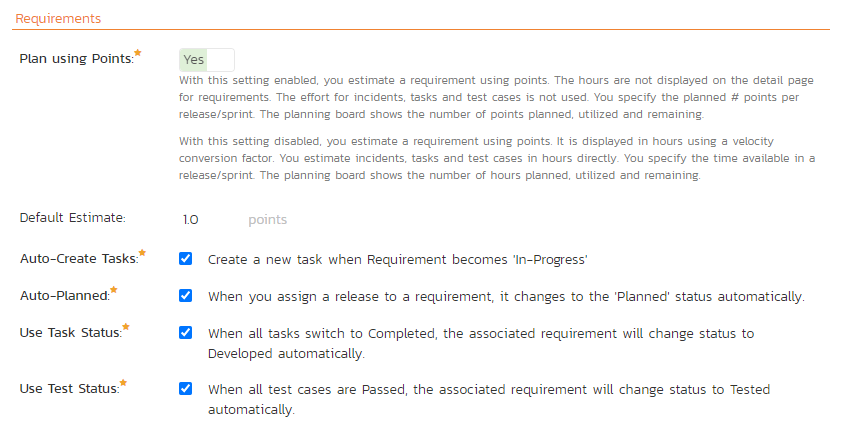 Requirements
Plan using Points:
Yes
With this setting enabled, you estimate a requirement using points. The hours are not displayed on the detail page
for requirements. The effort for incidents, tasks and test cases is not used. You specify the planned # points per
release/sprint. The planning board shows the number of points planned, utilized and remaining.
With this setting disabled, you estimate a requirement using points. It is displayed in hours using a velocity
conversion factor. You estimate incidents, tasks and test cases in hours directly. You specify the time available in a
release/sprint. The planning board shows the number of hours planned, utilized and remaining.
Default Estimate: 1.0 points
Auto-Create Tasks: Create a new task when Requirement becomes 'In-Progress'
Auto-Planned: When you assign a release to a requirement, it changes to the 'Planned' status automatically.
Use Task Status: When all tasks switch to Completed, the associated requirement will change status to
Developed automatically.
Use Test Status: When all test cases are Passed, the associated requirement will change status to Tested
automatically.